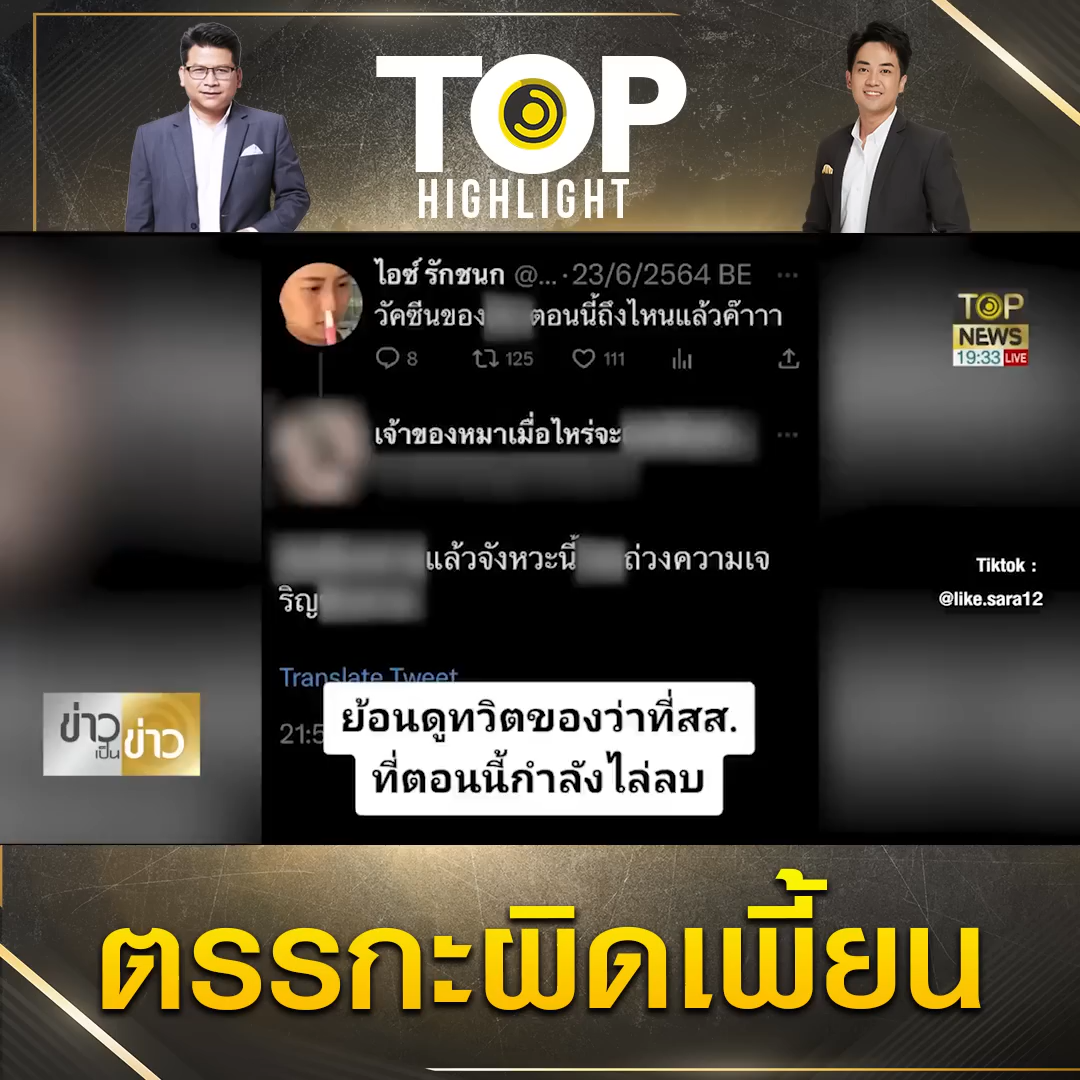 TOP
HIGHLIGHT
ไอซ์ รักชนก @... · 23/6/2564 BE ...
วัคซีนของ ตอนนี้ถึงไหนแล้วค๊าาา
8 125 111
TOP
NEWS
19:33 LIVE
เจ้าของหมาเมื่อไหร่จะ ...
แล้วจังหวะนี้ ถ่วงความเจ
ริญ
Tiktok :
@like.sara12
Translate Tweet
21:5
ข่าว
เป็น
ข่าว
ย้อนดูทวิตของว่าที่สส.
ที่ตอนนี้กำลังไล่ลบ
ตรรกะผิดเพี้ยน